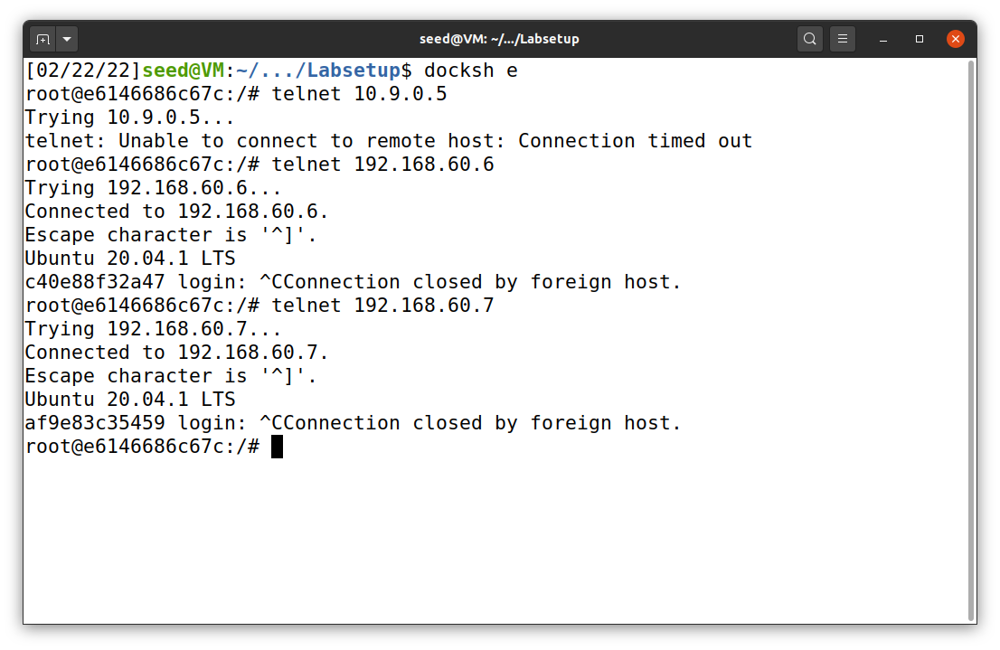 seed@VM: ~/.../Labsetup
[02/22/22]seed@VM:~/.../Labsetup$ docksh e
root@e6146686c67c:/# telnet 10.9.0.5
Trying 10.9.0.5...
telnet: Unable to connect to remote host: Connection timed out
root@e6146686c67c:/# telnet 192.168.60.6
Trying 192.168.60.6...
Connected to 192.168.60.6.
Escape character is '^]'.
Ubuntu 20.04.1 LTS
c40e88f32a47 login: ^CConnection closed by foreign host.
root@e6146686c67c:/# telnet 192.168.60.7
Trying 192.168.60.7...
Connected to 192.168.60.7.
Escape character is '^]'.
Ubuntu 20.04.1 LTS
af9e83c35459 login: ^CConnection closed by foreign host.
root@e6146686c67c:/#